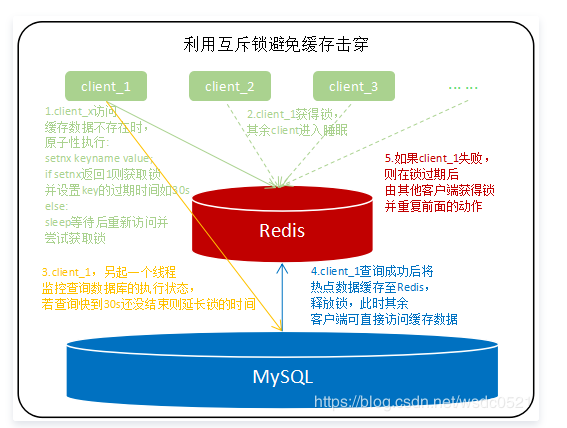 利用互斥锁避免缓存击穿
client_1
client_2
client_3
... ...
1.client_x访问
缓存数据不存在时，
原子性执行:
setnx keyname value
if setnx返回1则获取锁
并设置key的过期时间如30s
else:
sleep等待后重新访问并
尝试获取锁
2.client_1获得锁，
其余client进入睡眠
5.如果client_1失败，
则在锁过期后
由其他客户端获得锁
并重复前面的动作
Redis
3.client_1，另起一个线程
监控查询数据库的执行状态，
若查询快到30s还没结束则延长锁的时间
4.client_1查询成功后将
热点数据缓存至Redis，
释放锁，此时其余
客户端可直接访问缓存数据
MySQL
https://blog.csdn.net/wedc0521